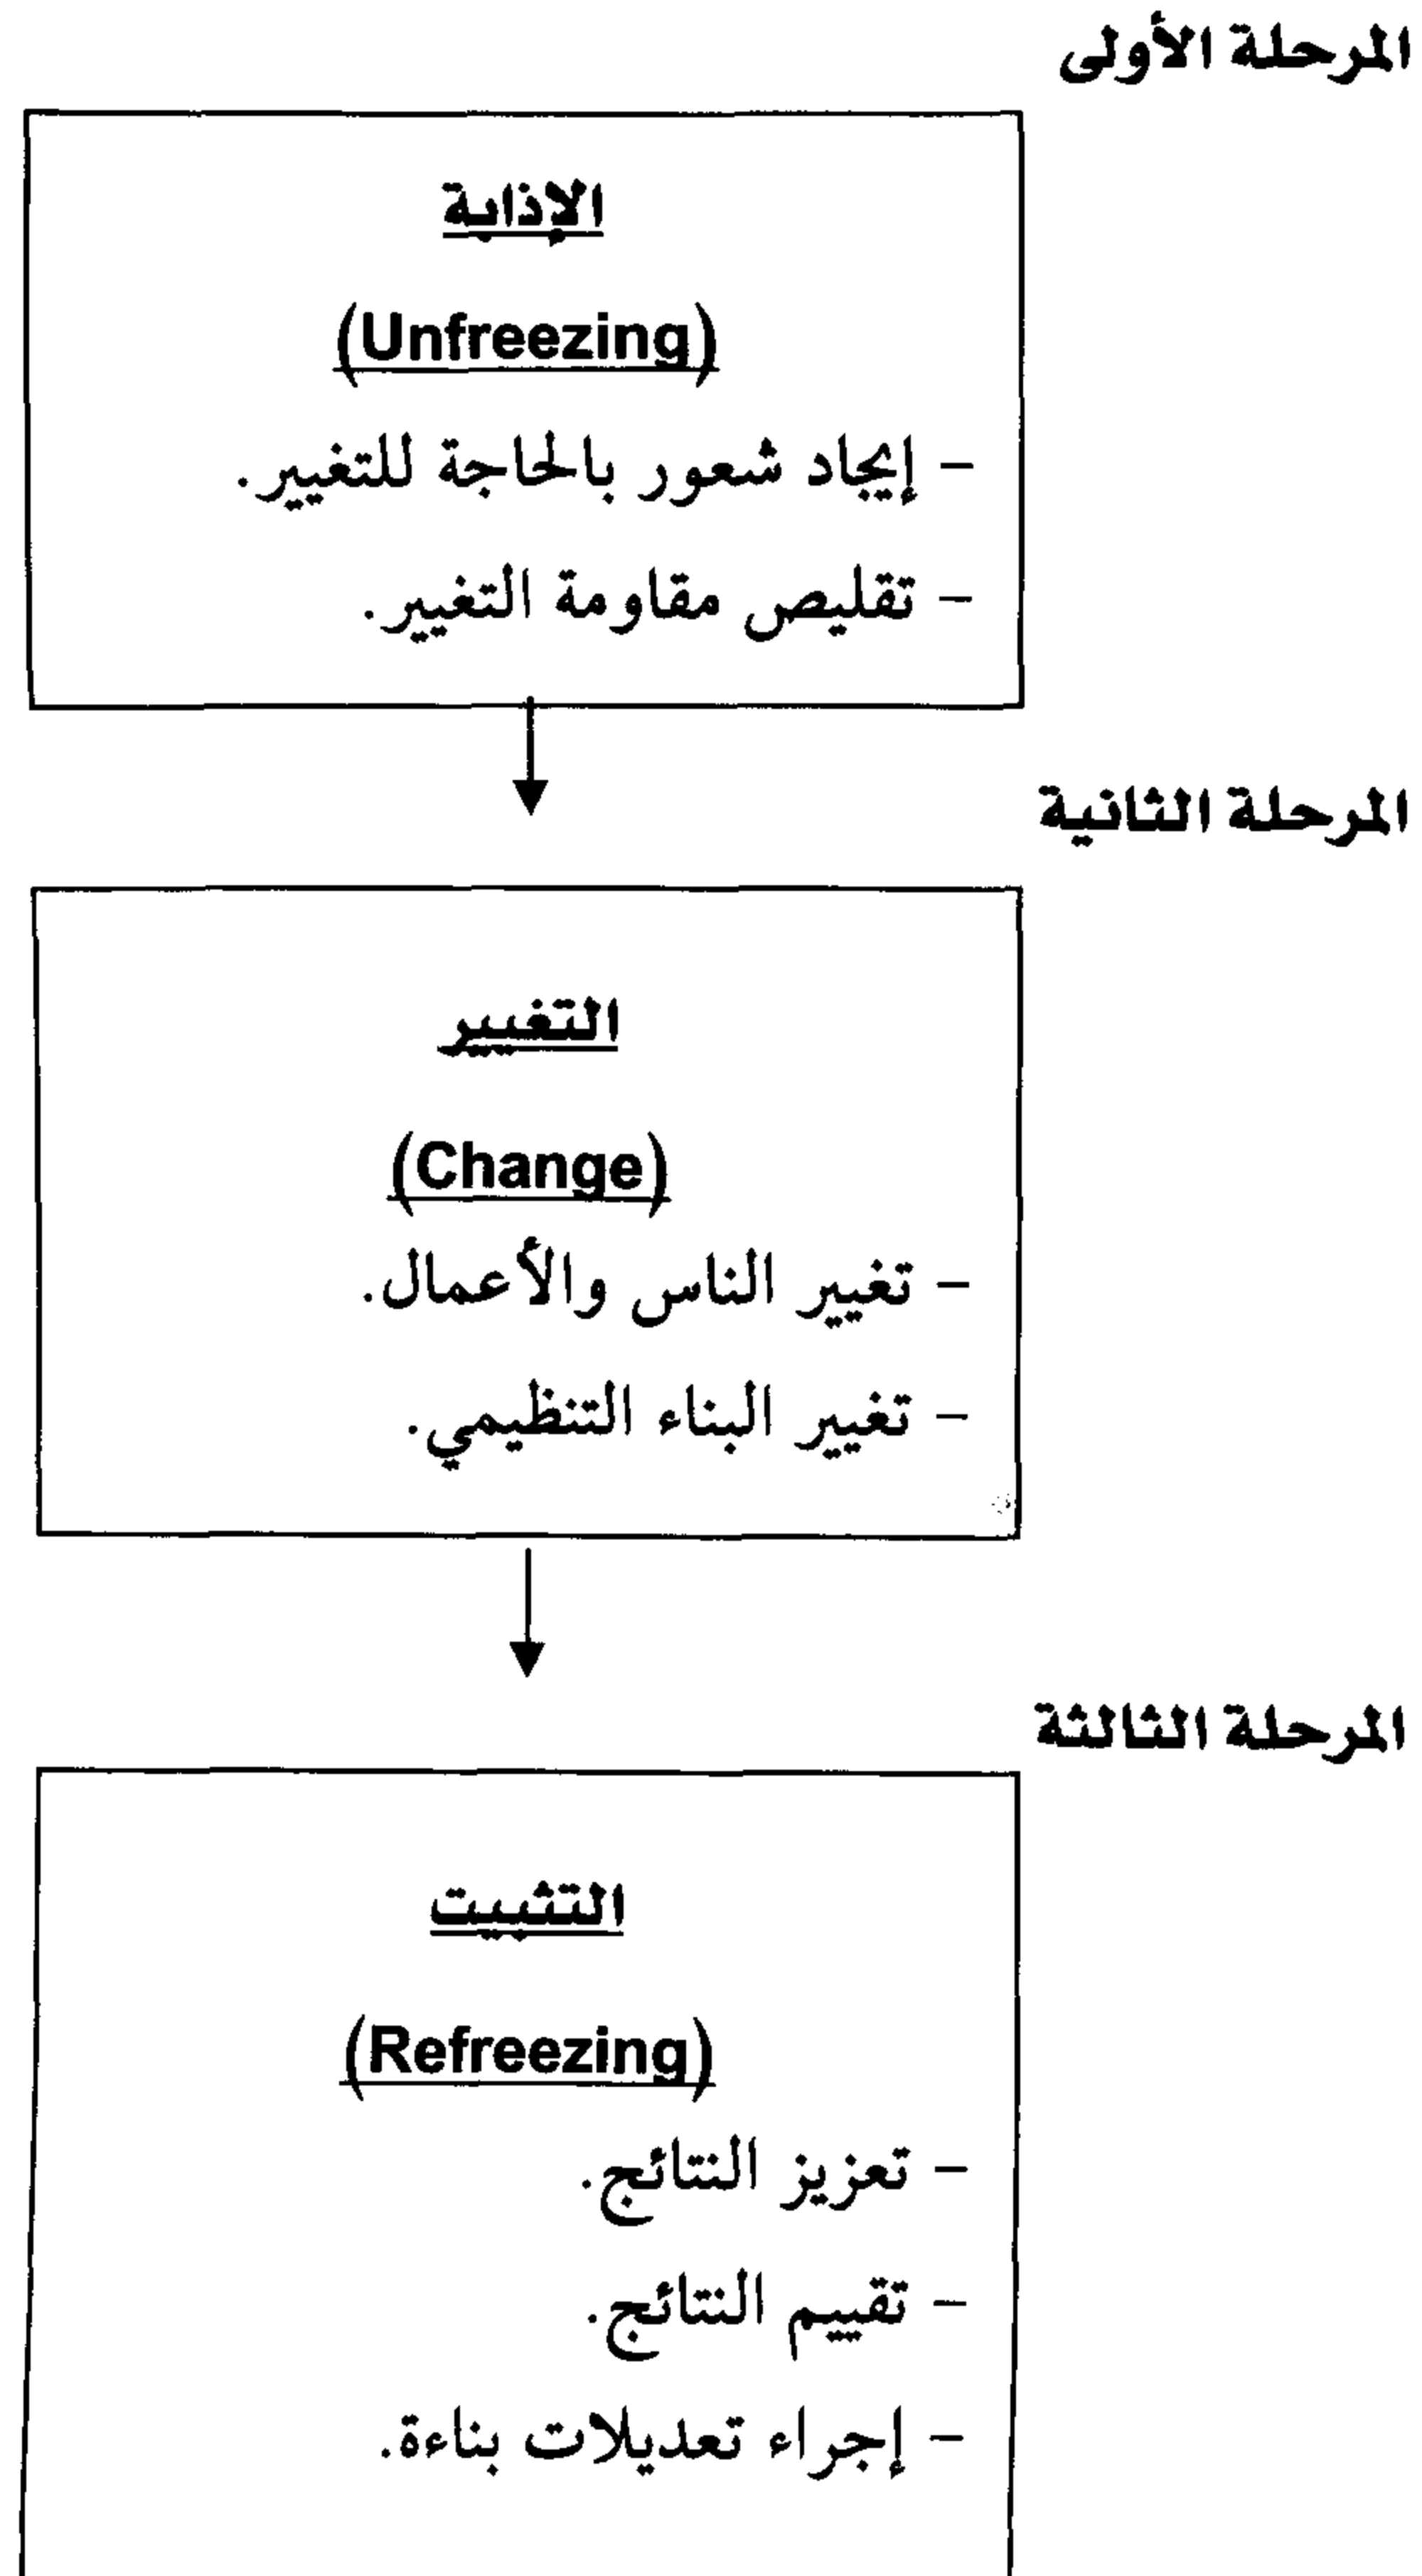 المرحلة الأولى
الإذابة
(Unfreezing)
- إيجاد شعور بالحاجة للتغيير.
- تقليص مقاومة التغيير.
المرحلة الثانية
التغيير
(Change)
- تغيير الناس والأعمال.
- تغيير البناء التنظيمي.
المرحلة الثالثة
التثبيت
(Refreezing)
- تعزيز النتائج.
- تقييم النتائج.
- إجراء تعديلات بناءة.